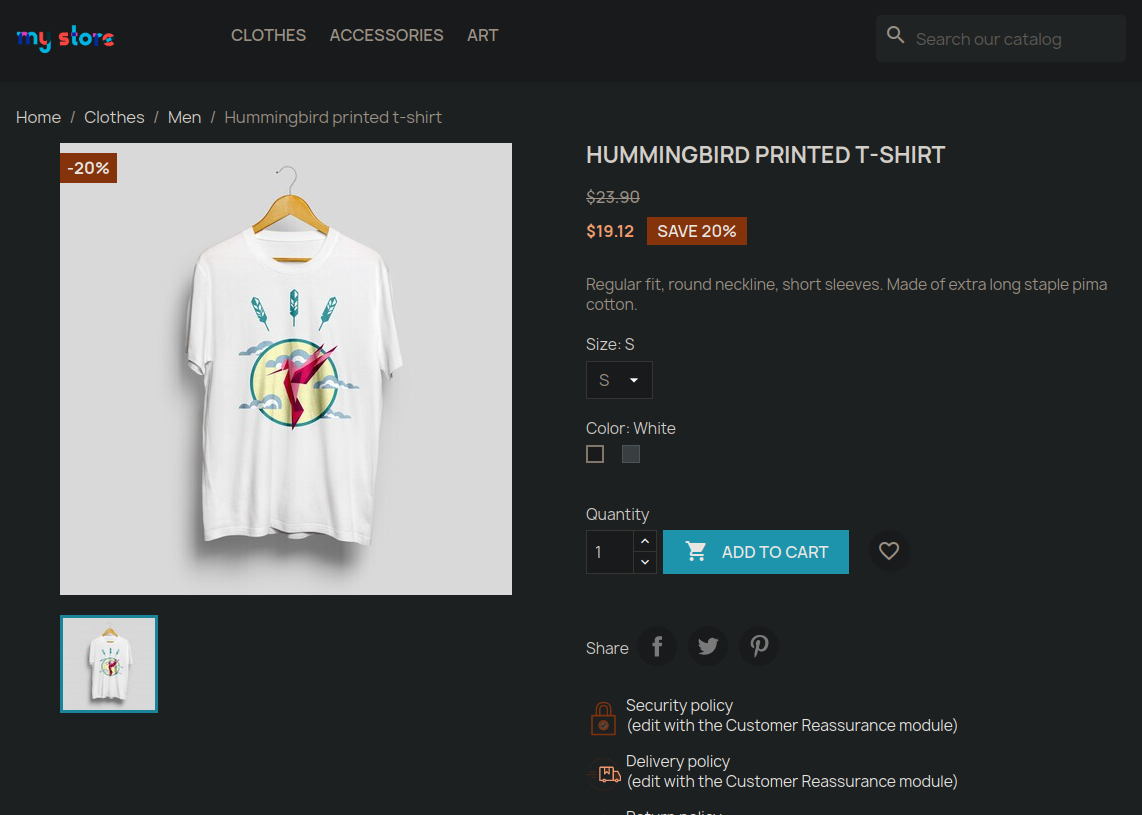 my store
CLOTHES ACCESSORIES ART
Search our catalog
Home / Clothes / Men / Hummingbird printed t-shirt
-20%
HUMMINGBIRD PRINTED T-SHIRT
$23.90
$19.12 SAVE 20%
Regular fit, round neckline, short sleeves. Made of extra long staple pima
cotton.
Size: S
S
Color: White
Quantity
1
ADD TO CART
Share
Security policy
(edit with the Customer Reassurance module)
Delivery policy
(edit with the Customer Reassurance module)
Return policy